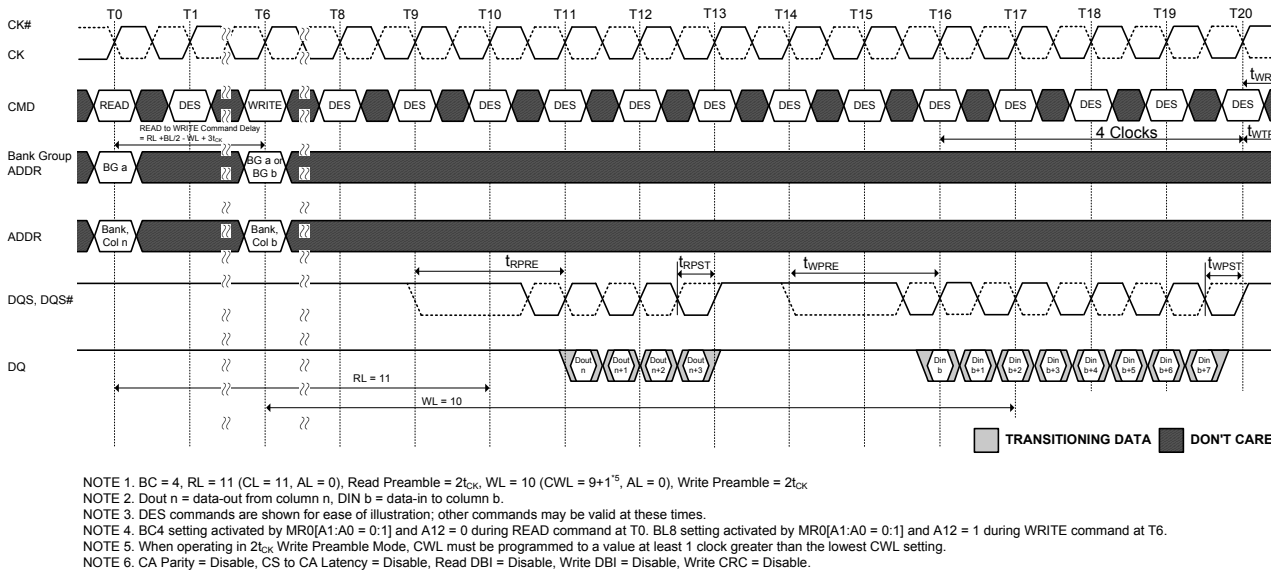 T0 T1 T6 T8 T9 T10 T11 T12 T13 T14 T15 T16 T17 T18 T19 T20
CK#
CK
tWR
CMD READ DES WRITE DES DES DES DES DES DES DES DES DES DES DES DES DES
READ to WRITE Command Delay
= RL +BL/2 - WL + 3tCK
4 Clocks
tWTR
Bank Group
ADDR
BG a
BG a or
BG b
ADDR
Bank,
Col n
Bank,
Col b
tRPRE tRPST tWPRE tWPST
DQS, DQS#
DQ
Dout
n
Dout
n+1
Dout
n+2
Dout
n+3
Din
b
Din
b+1
Din
b+2
Din
b+3
Din
b+4
Din
b+5
Din
b+6
Din
b+7
RL = 11
WL = 10
TRANSITIONING DATA DON'T CARE
NOTE 1. BC = 4, RL = 11 (CL = 11, AL = 0), Read Preamble = 2tCK, WL = 10 (CWL = 9+1*5, AL = 0), Write Preamble = 2tCK
NOTE 2. Dout n = data-out from column n, DIN b = data-in to column b.
NOTE 3. DES commands are shown for ease of illustration; other commands may be valid at these times.
NOTE 4. BC4 setting activated by MR0[A1:A0 = 0:1] and A12 = 0 during READ command at T0. BL8 setting activated by MR0[A1:A0 = 0:1] and A12 = 1 during WRITE command at T6.
NOTE 5. When operating in 2tCK Write Preamble Mode, CWL must be programmed to a value at least 1 clock greater than the lowest CWL setting.
NOTE 6. CA Parity = Disable, CS to CA Latency = Disable, Read DBI = Disable, Write DBI = Disable, Write CRC = Disable.